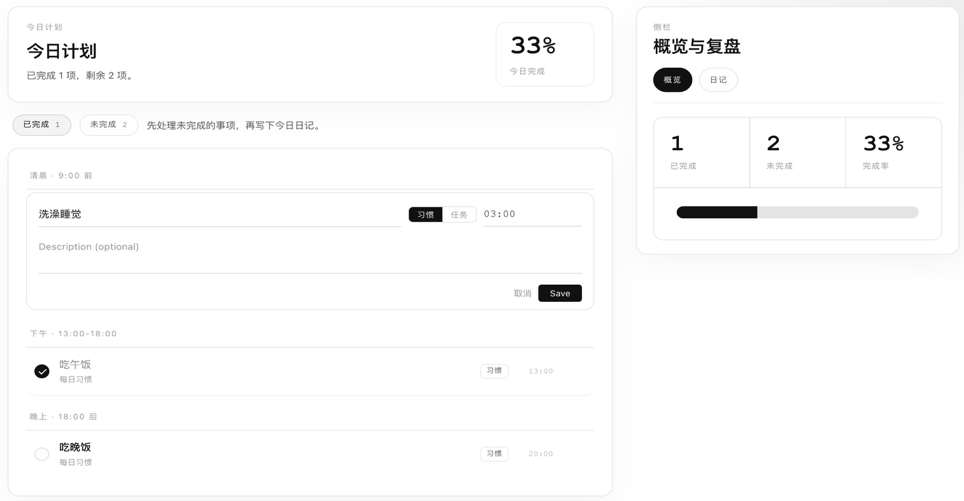 今日计划
今日计划
已完成 1 项，剩余 2 项。
33%
今日完成
已完成 1
未完成 2
先处理未完成的事项，再写下今日日记。
清晨 · 9:00 前
洗澡睡觉
习惯
任务
03:00
Description (optional)
取消
Save
下午 · 13:00-18:00
吃午饭
每日习惯
习惯
13:00
晚上 · 18:00 后
吃晚饭
每日习惯
习惯
20:00
侧栏
概览与复盘
概览
日记
1
已完成
2
未完成
33%
完成率